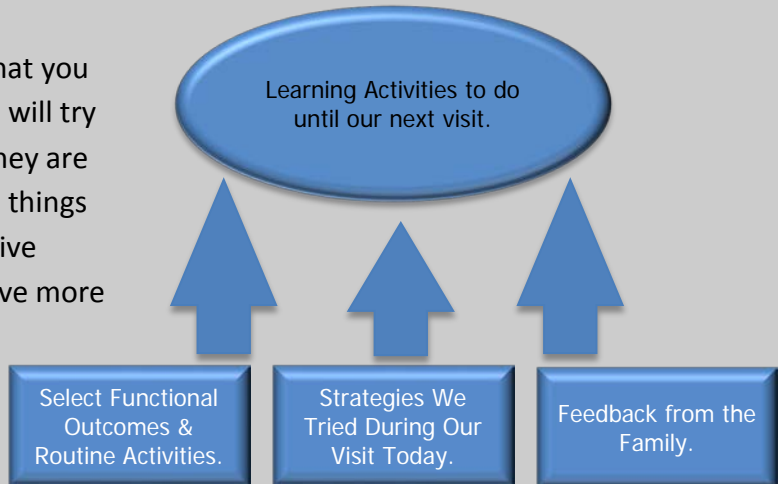 hat you
will try
hey are
things
ive
ve more
Learning Activities to do
until our next visit.
Select Functional
Outcomes &
Routine Activities.
Strategies We
Tried During Our
Visit Today.
Feedback from the
Family.